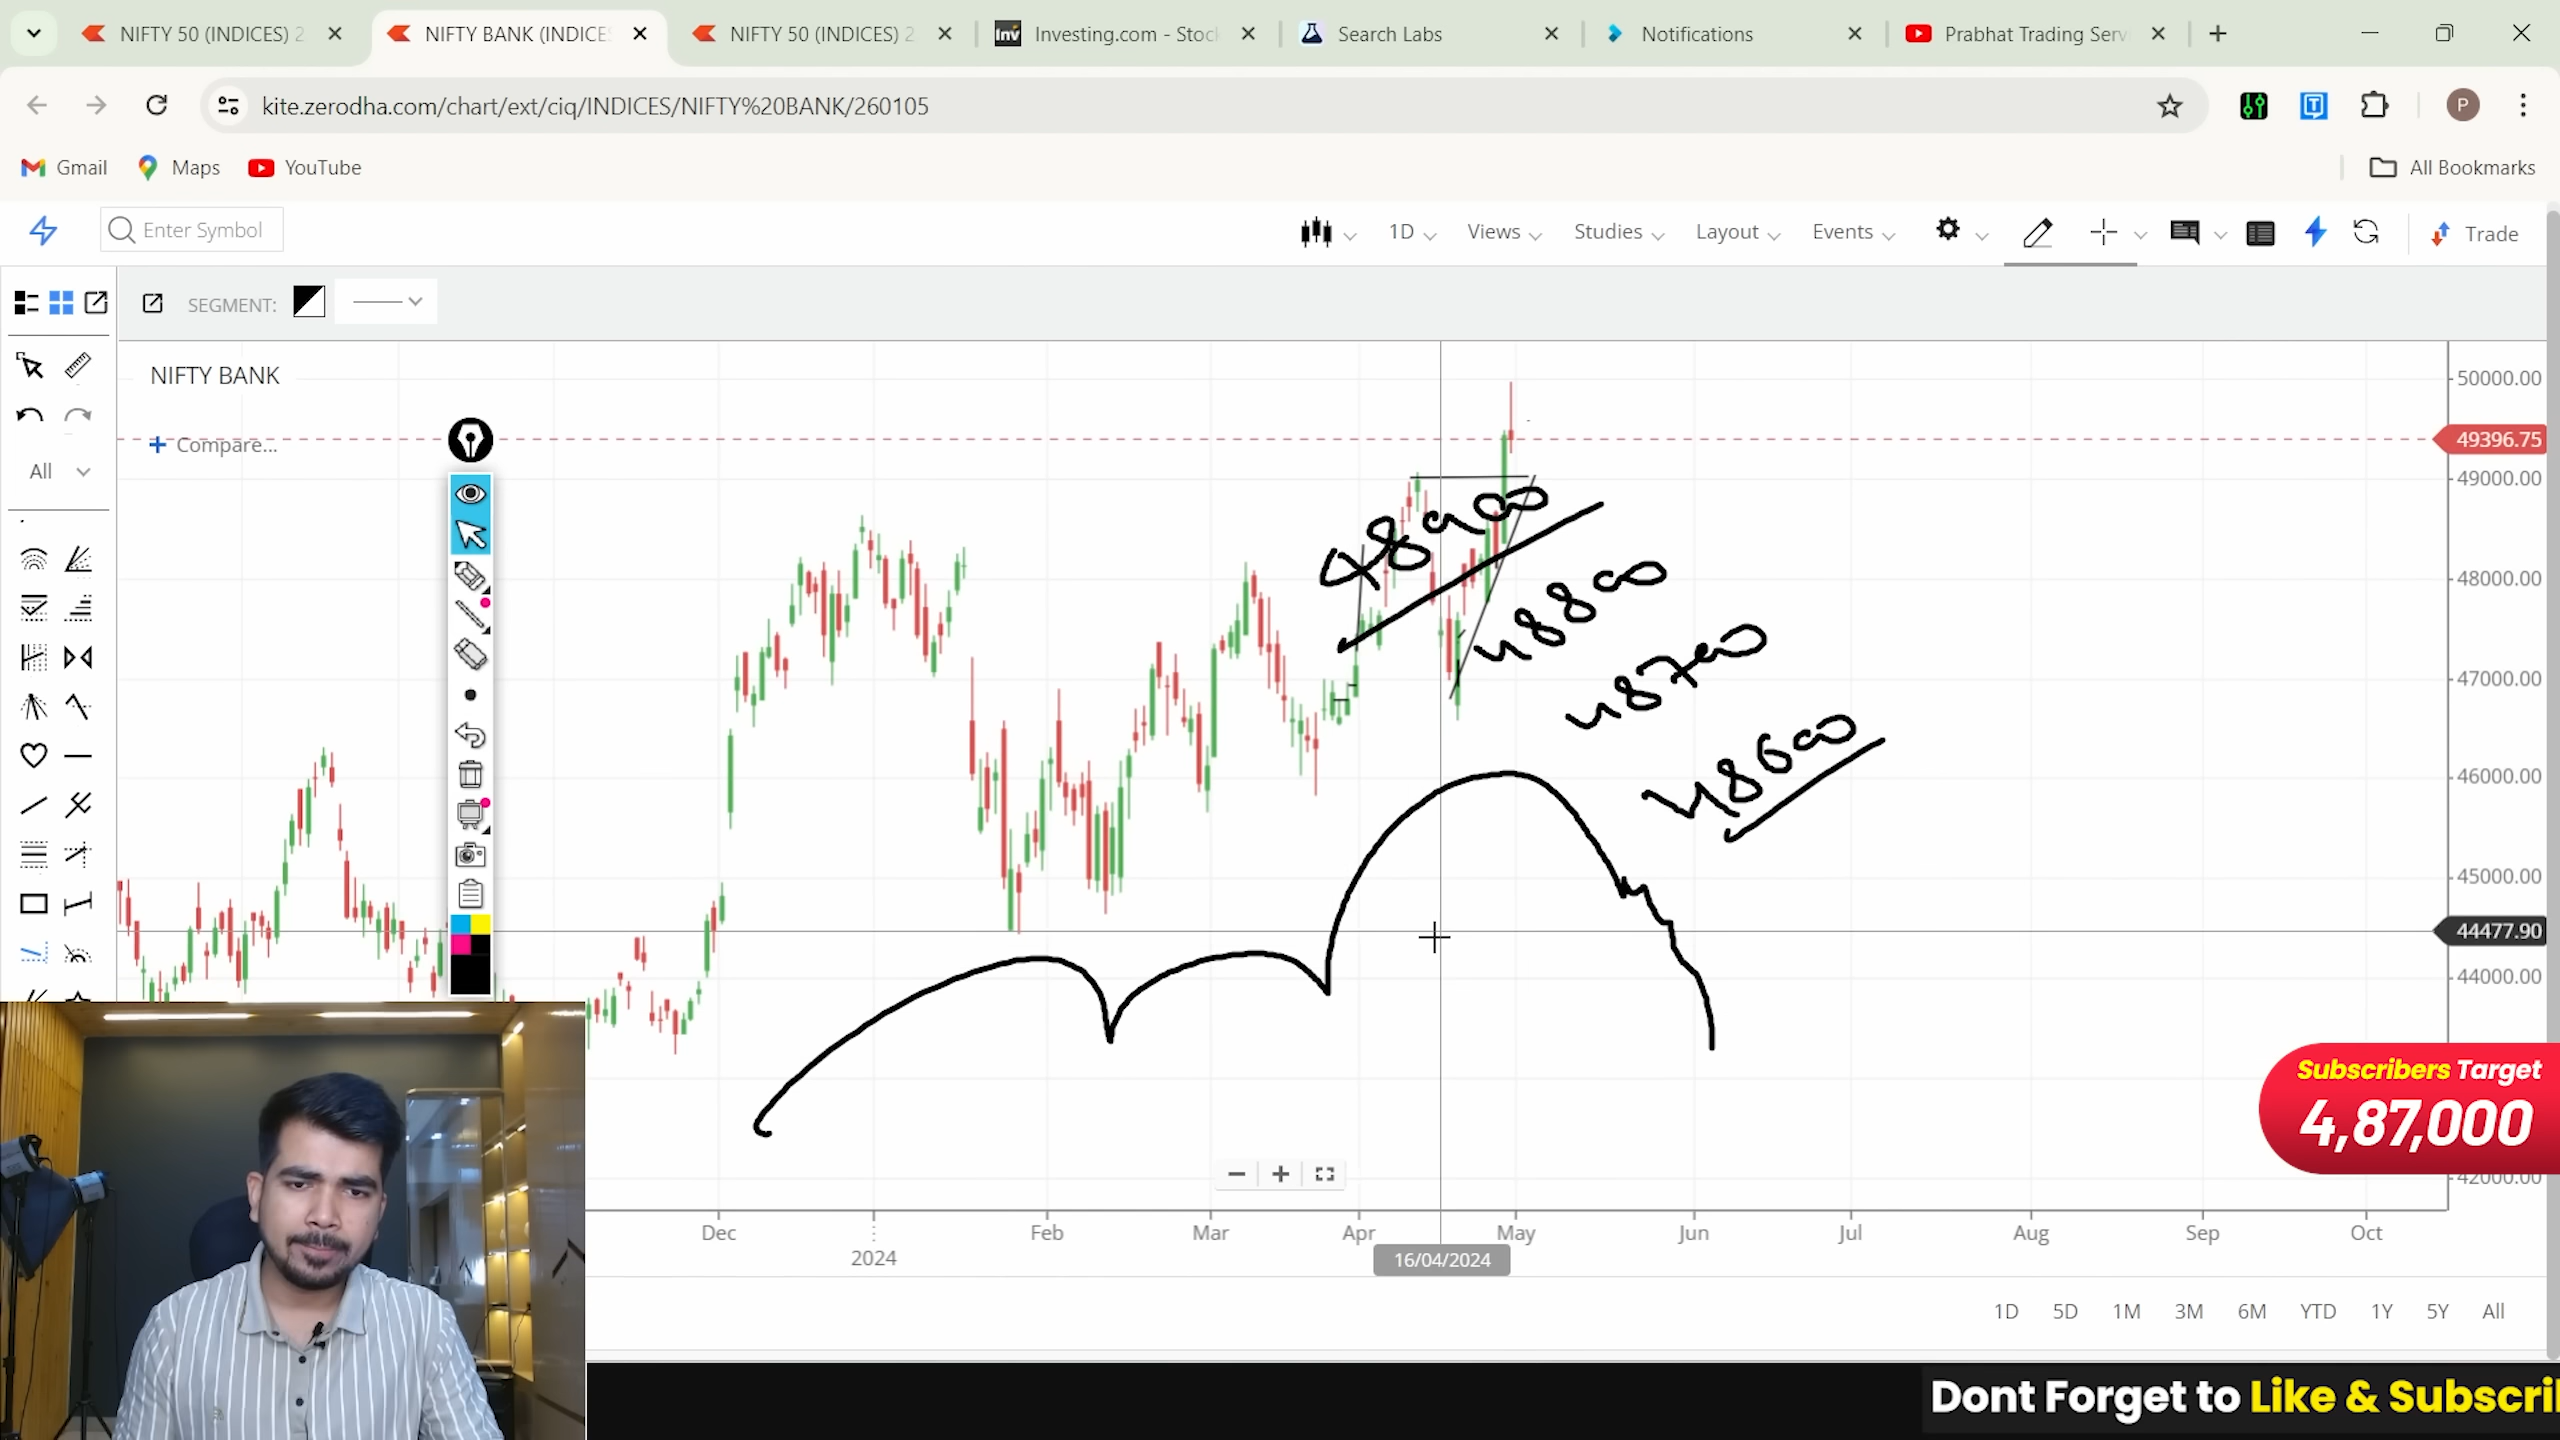 NIFTY 50 (INDICES) 2
NIFTY BANK (INDICES
NIFTY 50 (INDICES) 2
Inv
Investing.com - Stock
Search Labs
Notifications
Prabhat Trading Serv
kite.zerodha.com/chart/ext/ciq/INDICES/NIFTY%20BANK/260105
P
Gmail
Maps
YouTube
All Bookmarks
Enter Symbol
1D
Views
Studies
Layout
Events
Trade
SEGMENT:
NIFTY BANK
Compare...
All
50000.00
49396.75
49000.00
48000.00
47000.00
46000.00
45000.00
44477.90
44000.00
42000.00
48900
48800
48700
48600
Subscribers Target
4,87,000
Dec
2024
Feb
Mar
Apr
May
Jun
Jul
Aug
Sep
Oct
16/04/2024
1D 5D 1M 3M 6M YTD 1Y 5Y All
Dont Forget to Like & Subscri